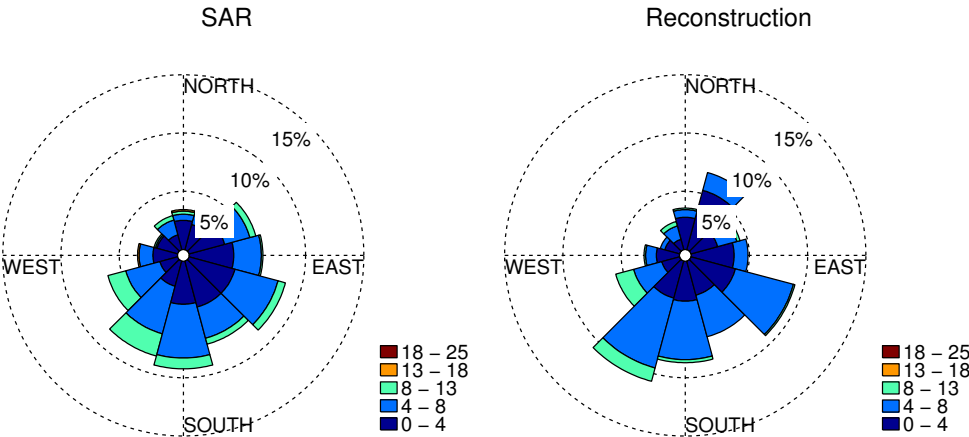 SAR
NORTH
15%
10%
5%
WEST
EAST
SOUTH
18 – 25
13 – 18
8 – 13
4 – 8
0 – 4
Reconstruction
NORTH
15%
10%
5%
WEST
EAST
SOUTH
18 – 25
13 – 18
8 – 13
4 – 8
0 – 4